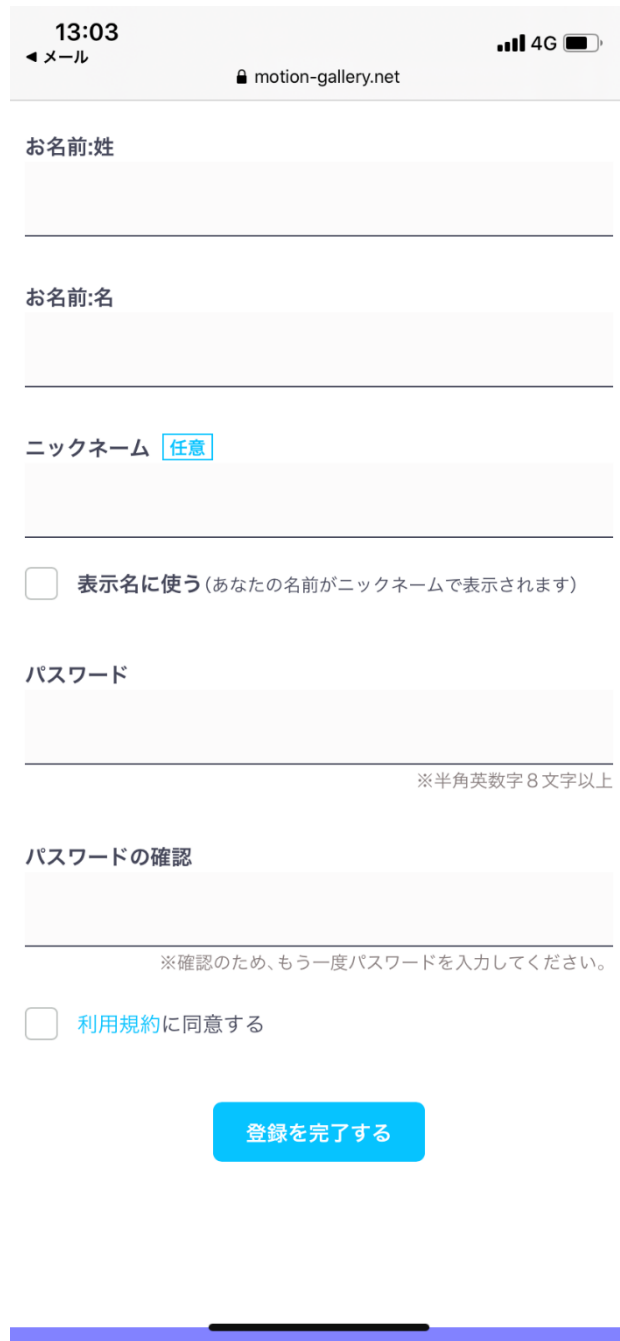 13:03
4G
◀ メール
motion-gallery.net
お名前:姓
お名前:名
ニックネーム 任意
表示名に使う(あなたの名前がニックネームで表示されます)
パスワード
※半角英数字8文字以上
パスワードの確認
※確認のため、もう一度パスワードを入力してください。
利用規約に同意する
登録を完了する